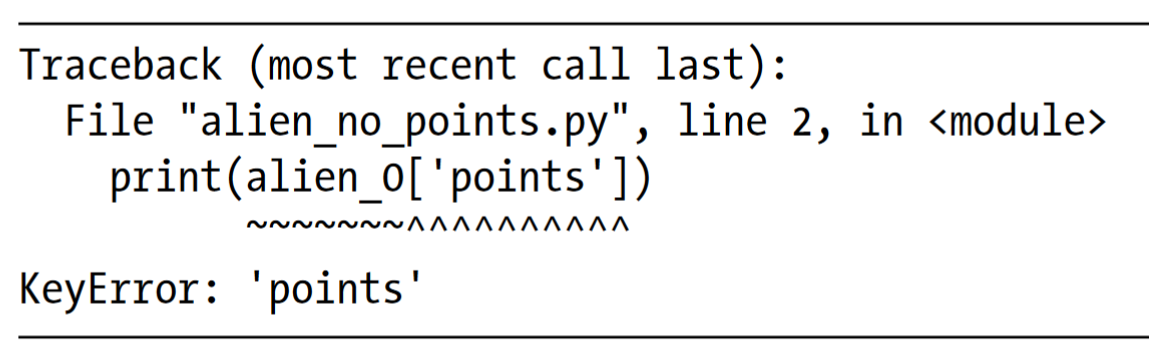 Traceback (most recent call last):
  File "alien_no_points.py", line 2, in <module>
    print(alien_0['points'])
          ~~~~~~~^^^^^^^^^^
KeyError: 'points'